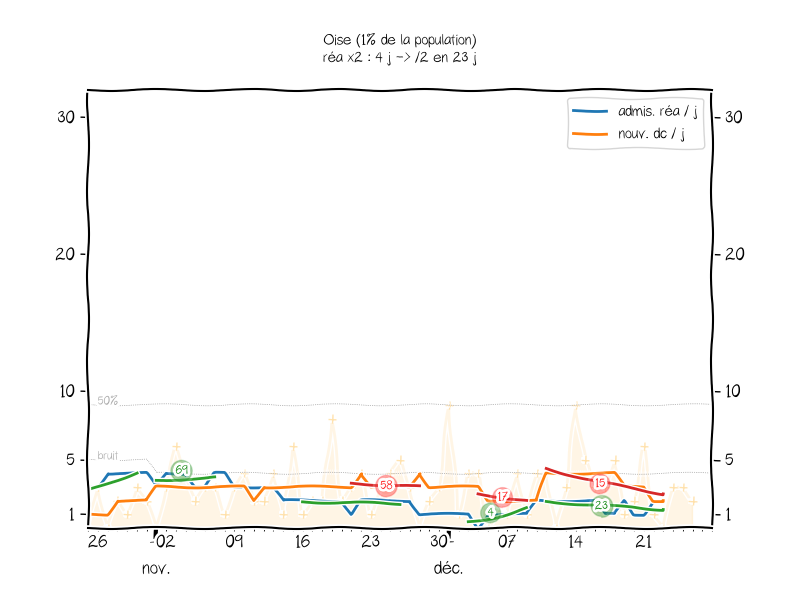 Oise (1% de la population)
réa x2 : 4 j -> /2 en 23 j
admis. réa / j
nouv. dc / j
30 30
20 20
10 10
50%
bruit
5 5
69
58
17
15
4
23
1 1
26 02 09 16 23 30 07 14 21
nov. déc.